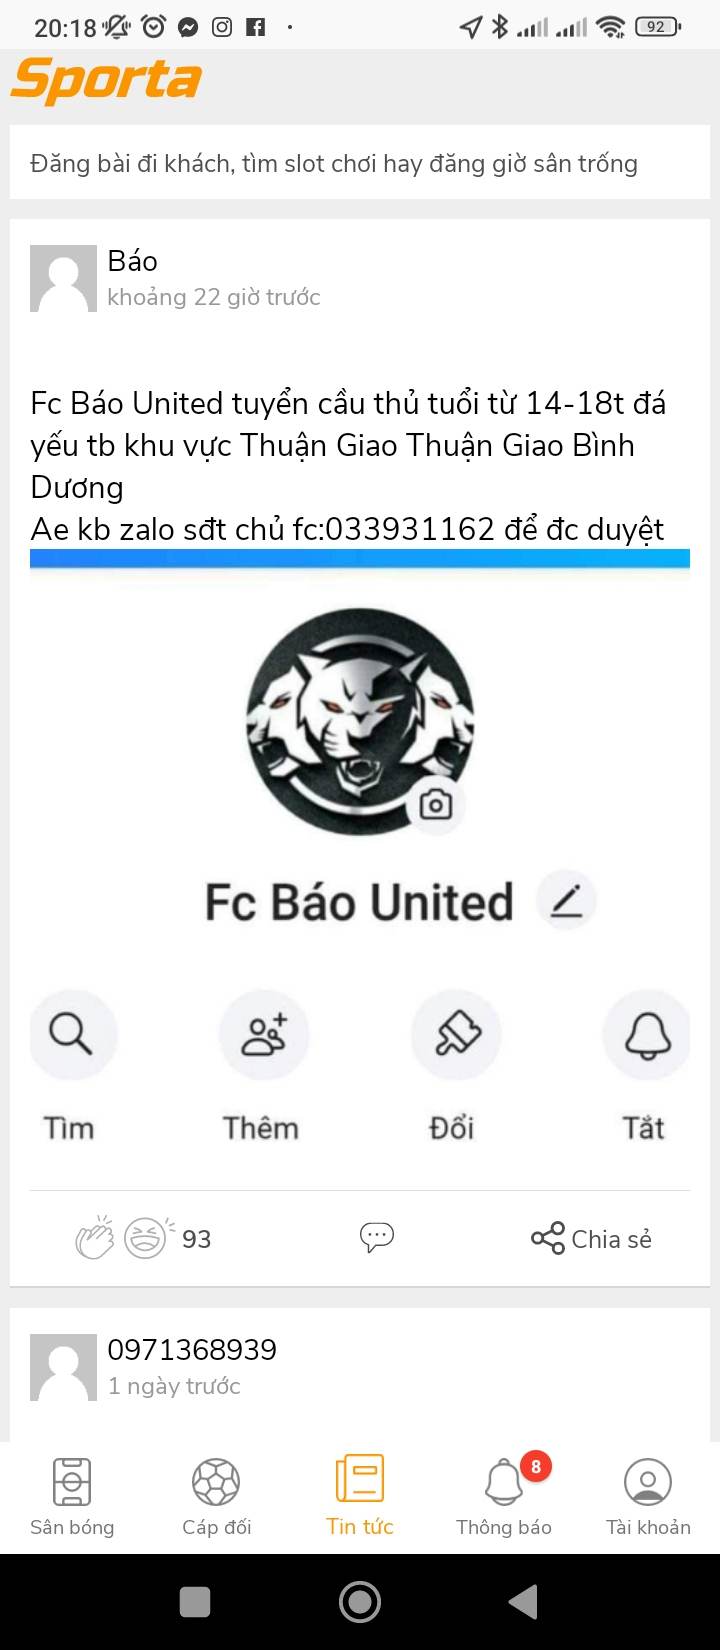 20:18
92
Sporta
Đăng bài đi khách, tìm slot chơi hay đăng giờ sân trống
Báo
khoảng 22 giờ trước
Fc Báo United tuyển cầu thủ tuổi từ 14-18t đá
yếu tb khu vực Thuận Giao Thuận Giao Bình
Dương
Ae kb zalo sđt chủ fc:033931162 để đc duyệt
Fc Báo United
Tìm Thêm Đổi Tắt
93 Chia sẻ
0971368939
1 ngày trước
8
Sân bóng Cáp đối Tin tức Thông báo Tài khoản